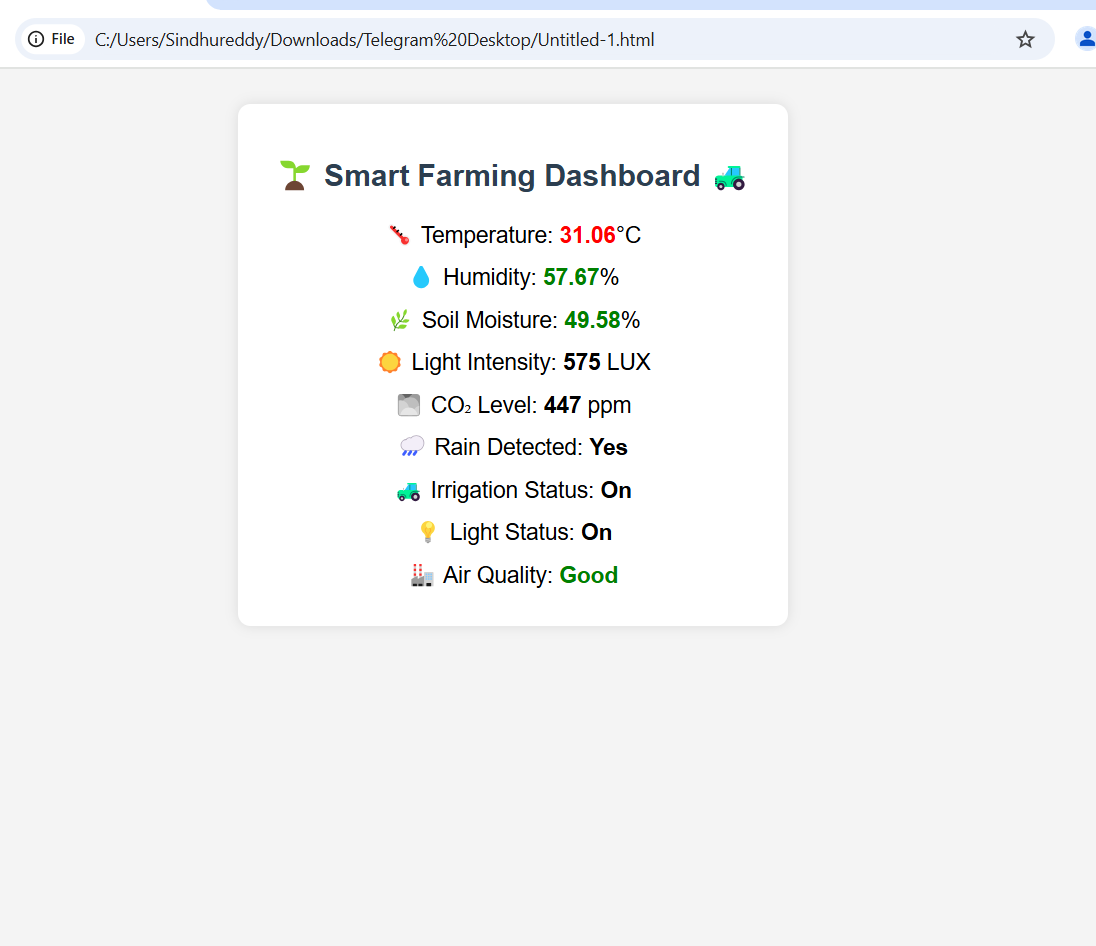 File C:/Users/Sindhureddy/Downloads/Telegram%20Desktop/Untitled-1.html
Smart Farming Dashboard
Temperature: 31.06°C
Humidity: 57.67%
Soil Moisture: 49.58%
Light Intensity: 575 LUX
CO₂ Level: 447 ppm
Rain Detected: Yes
Irrigation Status: On
Light Status: On
Air Quality: Good